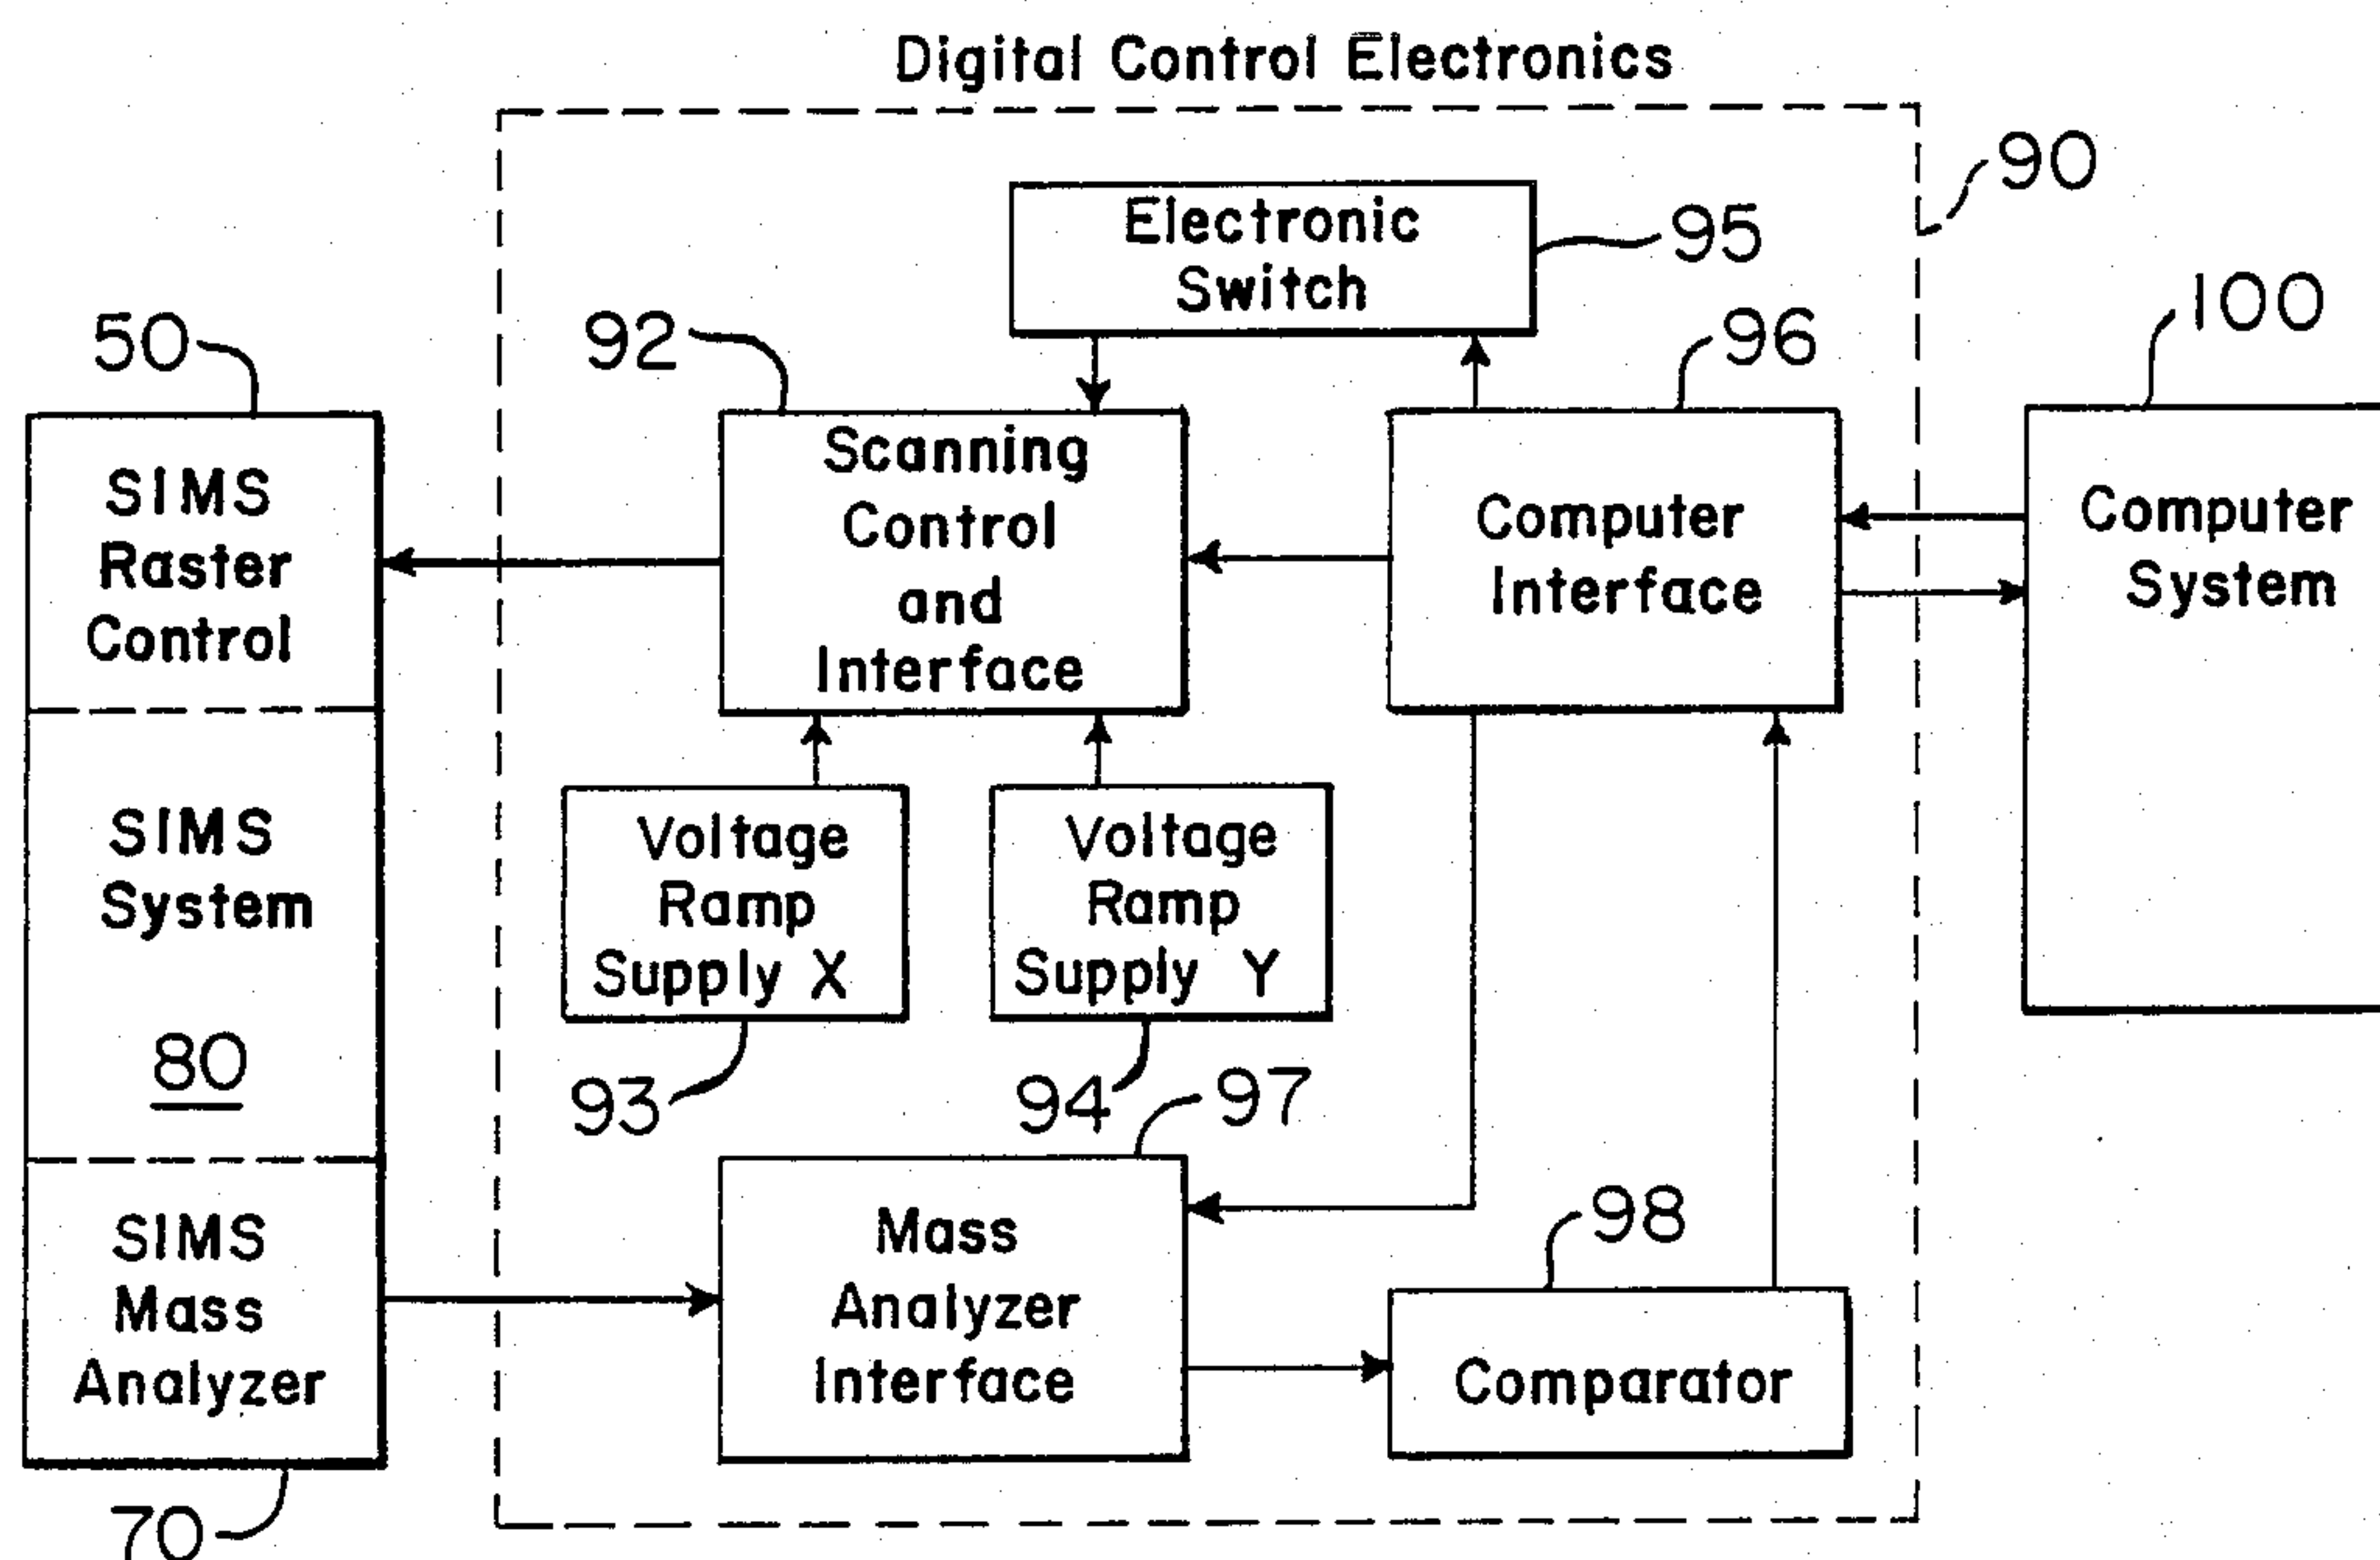 Digital Control Electronics
90
Electronic
Switch
95
50
92
96
100
SIMS
Raster
Control
Scanning
Control
and
Interface
Computer
Interface
Computer
System
SIMS
System
80
Voltage
Ramp
Supply X
Voltage
Ramp
Supply Y
93
94
97
SIMS
Mass
Analyzer
Mass
Analyzer
Interface
98
Comparator
70